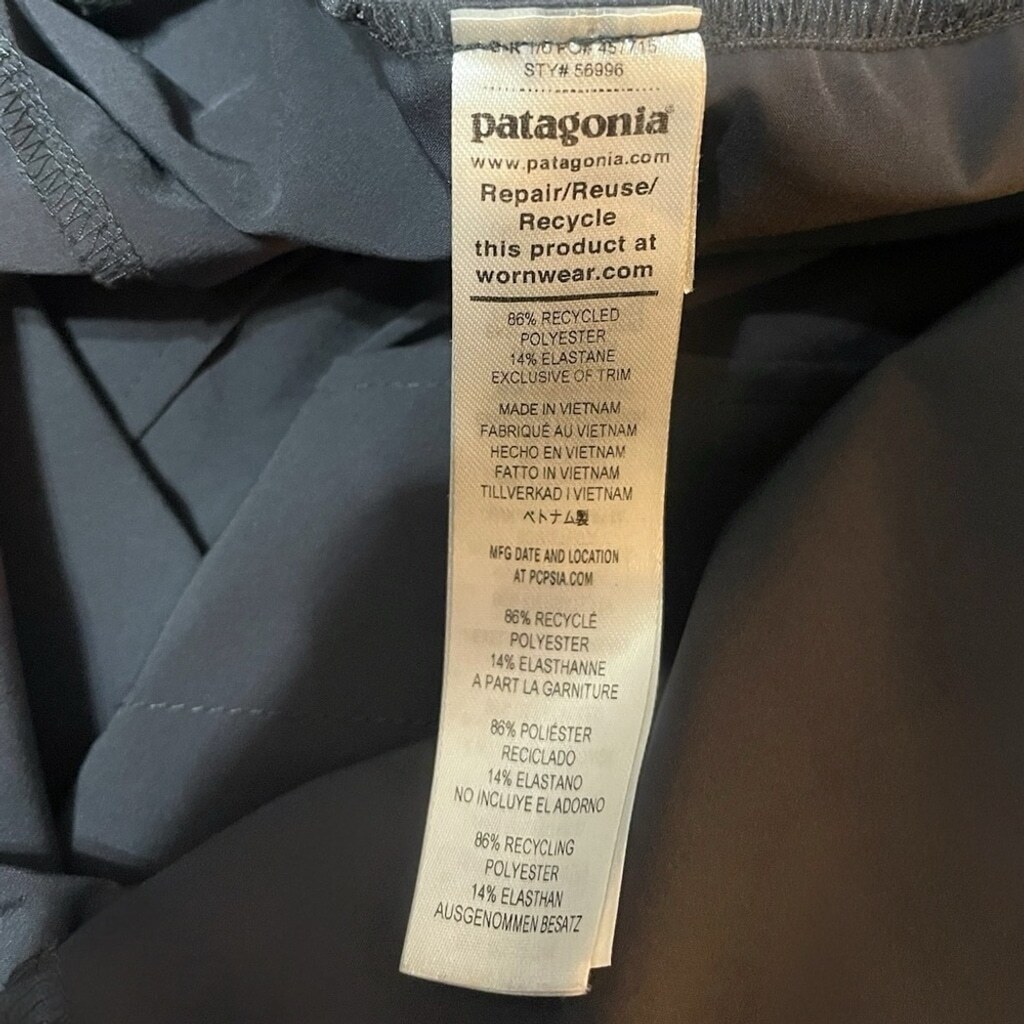 PO# 457715
STY# 56996
patagonia®
www.patagonia.com
Repair/Reuse/
Recycle
this product at
wornwear.com
86% RECYCLED
POLYESTER
14% ELASTANE
EXCLUSIVE OF TRIM
MADE IN VIETNAM
FABRIQUÉ AU VIETNAM
HECHO EN VIETNAM
FATTO IN VIETNAM
TILLVERKAD I VIETNAM
ベトナム製
MFG DATE AND LOCATION
AT PCPSIA.COM
86% RECYCLÉ
POLYESTER
14% ELASTHANNE
A PART LA GARNITURE
86% POLIÉSTER
RECICLADO
14% ELASTANO
NO INCLUYE EL ADORNO
86% RECYCLING
POLYESTER
14% ELASTHAN
AUSGENOMMEN BESATZ